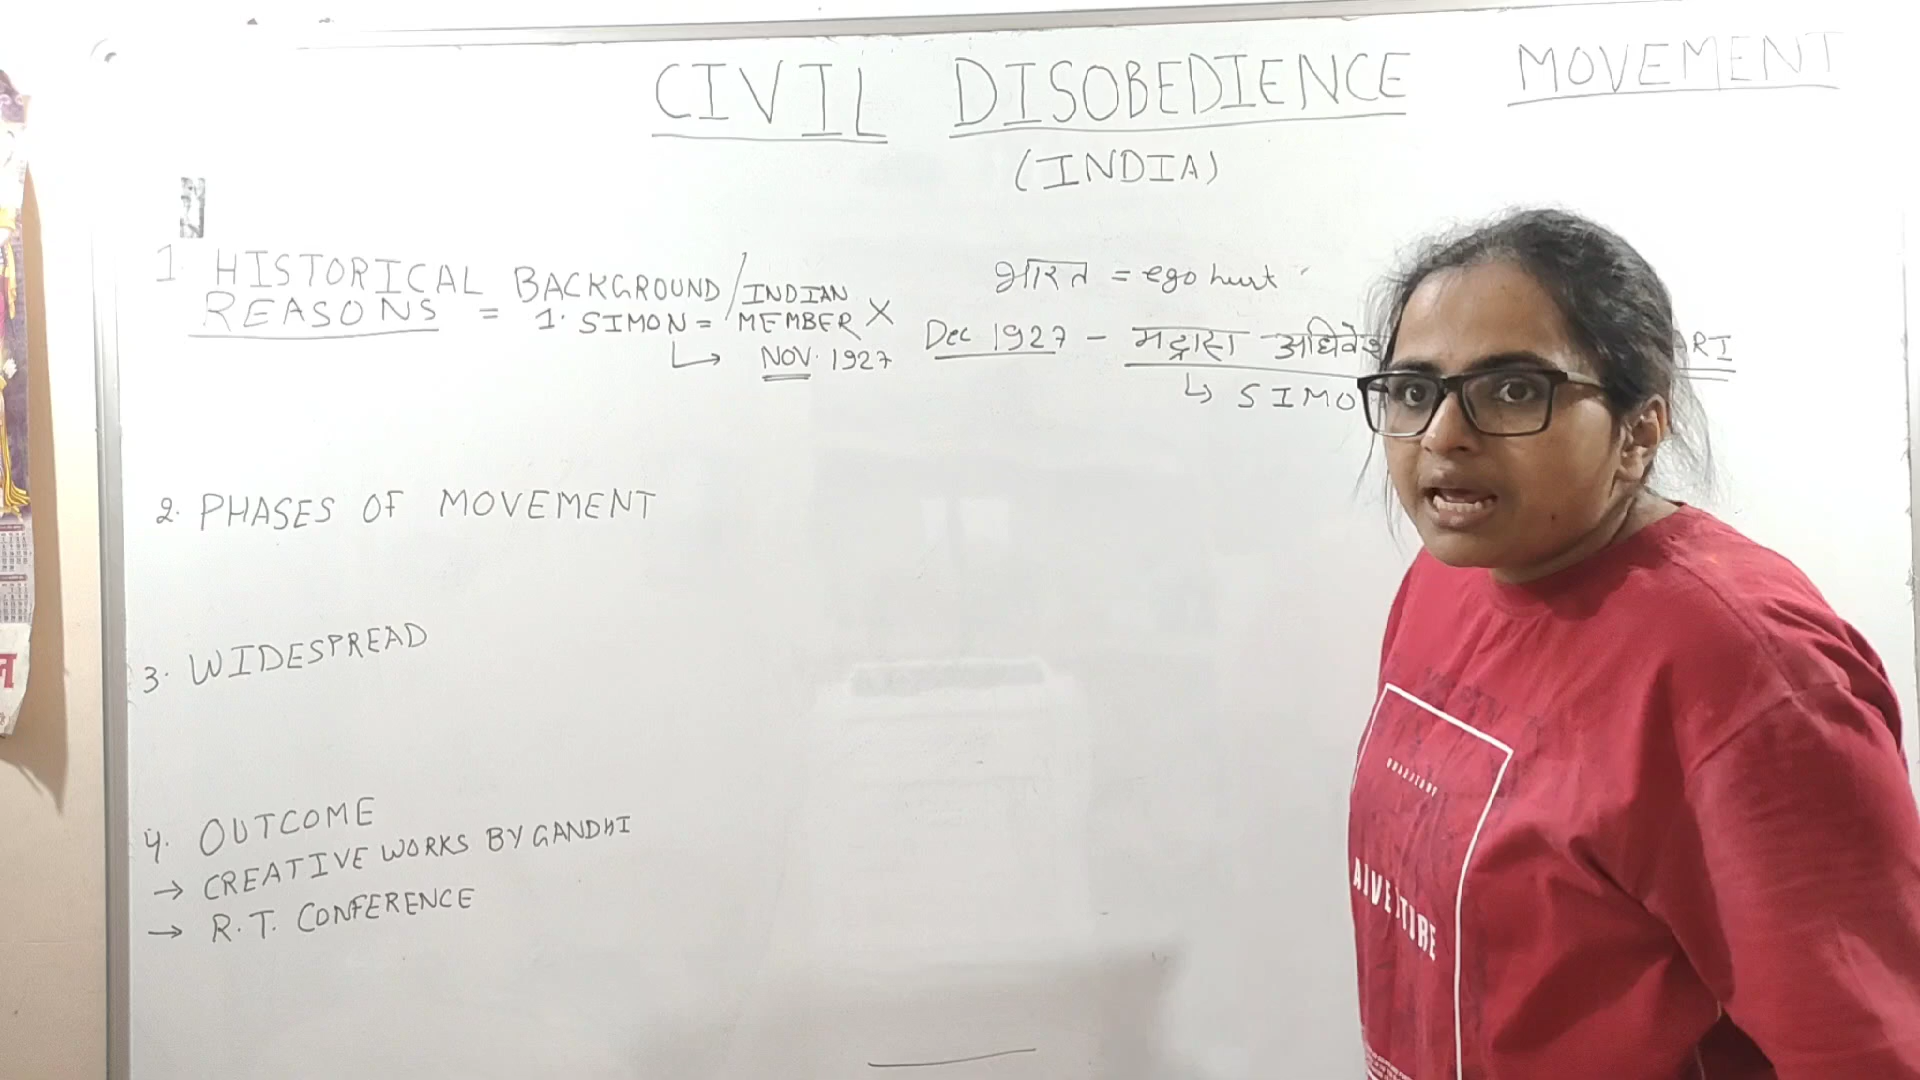 CIVIL DISOBEDIENCE MOVEMENT
(INDIA)
1. HISTORICAL BACKGROUND /
REASONS = 1. SIMON = INDIAN MEMBER X
↳ NOV. 1927
भारत = ego hurt
Dec 1927 - मद्रास
↳ SIMO
2. PHASES OF MOVEMENT
3. WIDESPREAD
4. OUTCOME
→ CREATIVE WORKS BY GANDHI
→ R.T. CONFERENCE